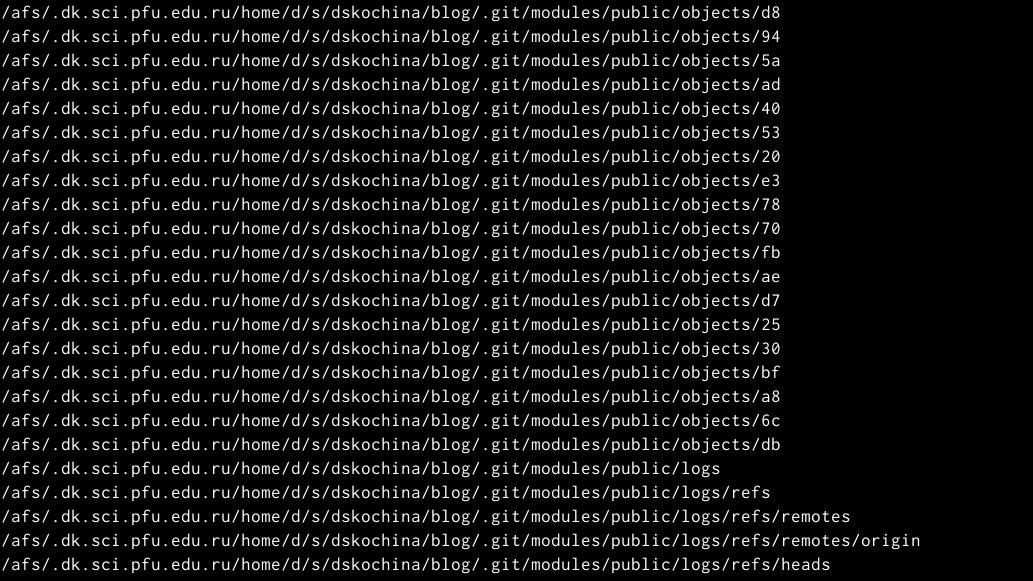 /afs/.dk.sci.pfu.edu.ru/home/d/s/dskochina/blog/.git/modules/public/objects/d8
/afs/.dk.sci.pfu.edu.ru/home/d/s/dskochina/blog/.git/modules/public/objects/94
/afs/.dk.sci.pfu.edu.ru/home/d/s/dskochina/blog/.git/modules/public/objects/5a
/afs/.dk.sci.pfu.edu.ru/home/d/s/dskochina/blog/.git/modules/public/objects/ad
/afs/.dk.sci.pfu.edu.ru/home/d/s/dskochina/blog/.git/modules/public/objects/40
/afs/.dk.sci.pfu.edu.ru/home/d/s/dskochina/blog/.git/modules/public/objects/53
/afs/.dk.sci.pfu.edu.ru/home/d/s/dskochina/blog/.git/modules/public/objects/20
/afs/.dk.sci.pfu.edu.ru/home/d/s/dskochina/blog/.git/modules/public/objects/e3
/afs/.dk.sci.pfu.edu.ru/home/d/s/dskochina/blog/.git/modules/public/objects/78
/afs/.dk.sci.pfu.edu.ru/home/d/s/dskochina/blog/.git/modules/public/objects/70
/afs/.dk.sci.pfu.edu.ru/home/d/s/dskochina/blog/.git/modules/public/objects/fb
/afs/.dk.sci.pfu.edu.ru/home/d/s/dskochina/blog/.git/modules/public/objects/ae
/afs/.dk.sci.pfu.edu.ru/home/d/s/dskochina/blog/.git/modules/public/objects/d7
/afs/.dk.sci.pfu.edu.ru/home/d/s/dskochina/blog/.git/modules/public/objects/25
/afs/.dk.sci.pfu.edu.ru/home/d/s/dskochina/blog/.git/modules/public/objects/30
/afs/.dk.sci.pfu.edu.ru/home/d/s/dskochina/blog/.git/modules/public/objects/bf
/afs/.dk.sci.pfu.edu.ru/home/d/s/dskochina/blog/.git/modules/public/objects/a8
/afs/.dk.sci.pfu.edu.ru/home/d/s/dskochina/blog/.git/modules/public/objects/6c
/afs/.dk.sci.pfu.edu.ru/home/d/s/dskochina/blog/.git/modules/public/objects/db
/afs/.dk.sci.pfu.edu.ru/home/d/s/dskochina/blog/.git/modules/public/logs
/afs/.dk.sci.pfu.edu.ru/home/d/s/dskochina/blog/.git/modules/public/logs/refs
/afs/.dk.sci.pfu.edu.ru/home/d/s/dskochina/blog/.git/modules/public/logs/refs/remotes
/afs/.dk.sci.pfu.edu.ru/home/d/s/dskochina/blog/.git/modules/public/logs/refs/remotes/origin
/afs/.dk.sci.pfu.edu.ru/home/d/s/dskochina/blog/.git/modules/public/logs/refs/heads